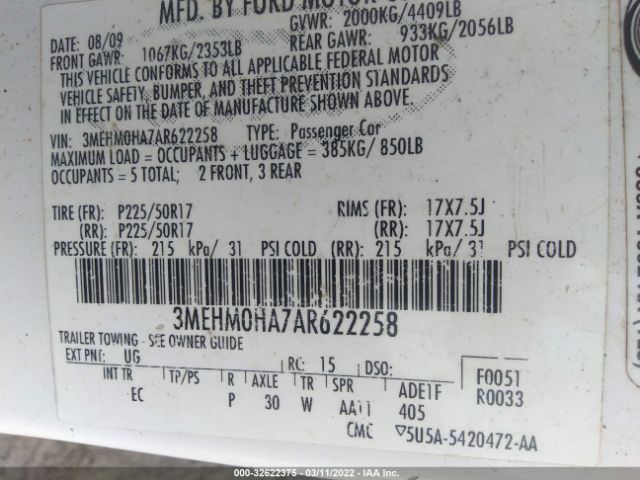 MFD. BY FORD MOTOR
GVWR: 2000KG/4409LB
DATE: 08/09
FRONT GAWR: 1067KG/2353LB
REAR GAWR: 933KG/2056LB
THIS VEHICLE CONFORMS TO ALL APPLICABLE FEDERAL MOTOR
VEHICLE SAFETY, BUMPER, AND THEFT PREVENTION STANDARDS
IN EFFECT ON THE DATE OF MANUFACTURE SHOWN ABOVE.
VIN: 3MEHM0HA7AR622258 TYPE: Passenger Car
MAXIMUM LOAD = OCCUPANTS + LUGGAGE = 385KG/ 850LB
OCCUPANTS = 5 TOTAL; 2 FRONT, 3 REAR
TIRE (FR): P225/50R17 RIMS (FR): 17X7.5J
(RR): P225/50R17 (RR): 17X7.5J
PRESSURE (FR): 215 kPa/ 31 PSI COLD (RR): 215 kPa/ 31 PSI COLD
3MEHM0HA7AR622258
TRAILER TOWING - SEE OWNER GUIDE
EXT PNT: UG RC: 15 DSO: F0051
INT TR TP/PS R AXLE TR SPR ADE1F R0033
EC P 30 W AA11 405
CMC ▽5U5A-5420472-AA
000-32622375 - 03/11/2022 - IAA Inc.